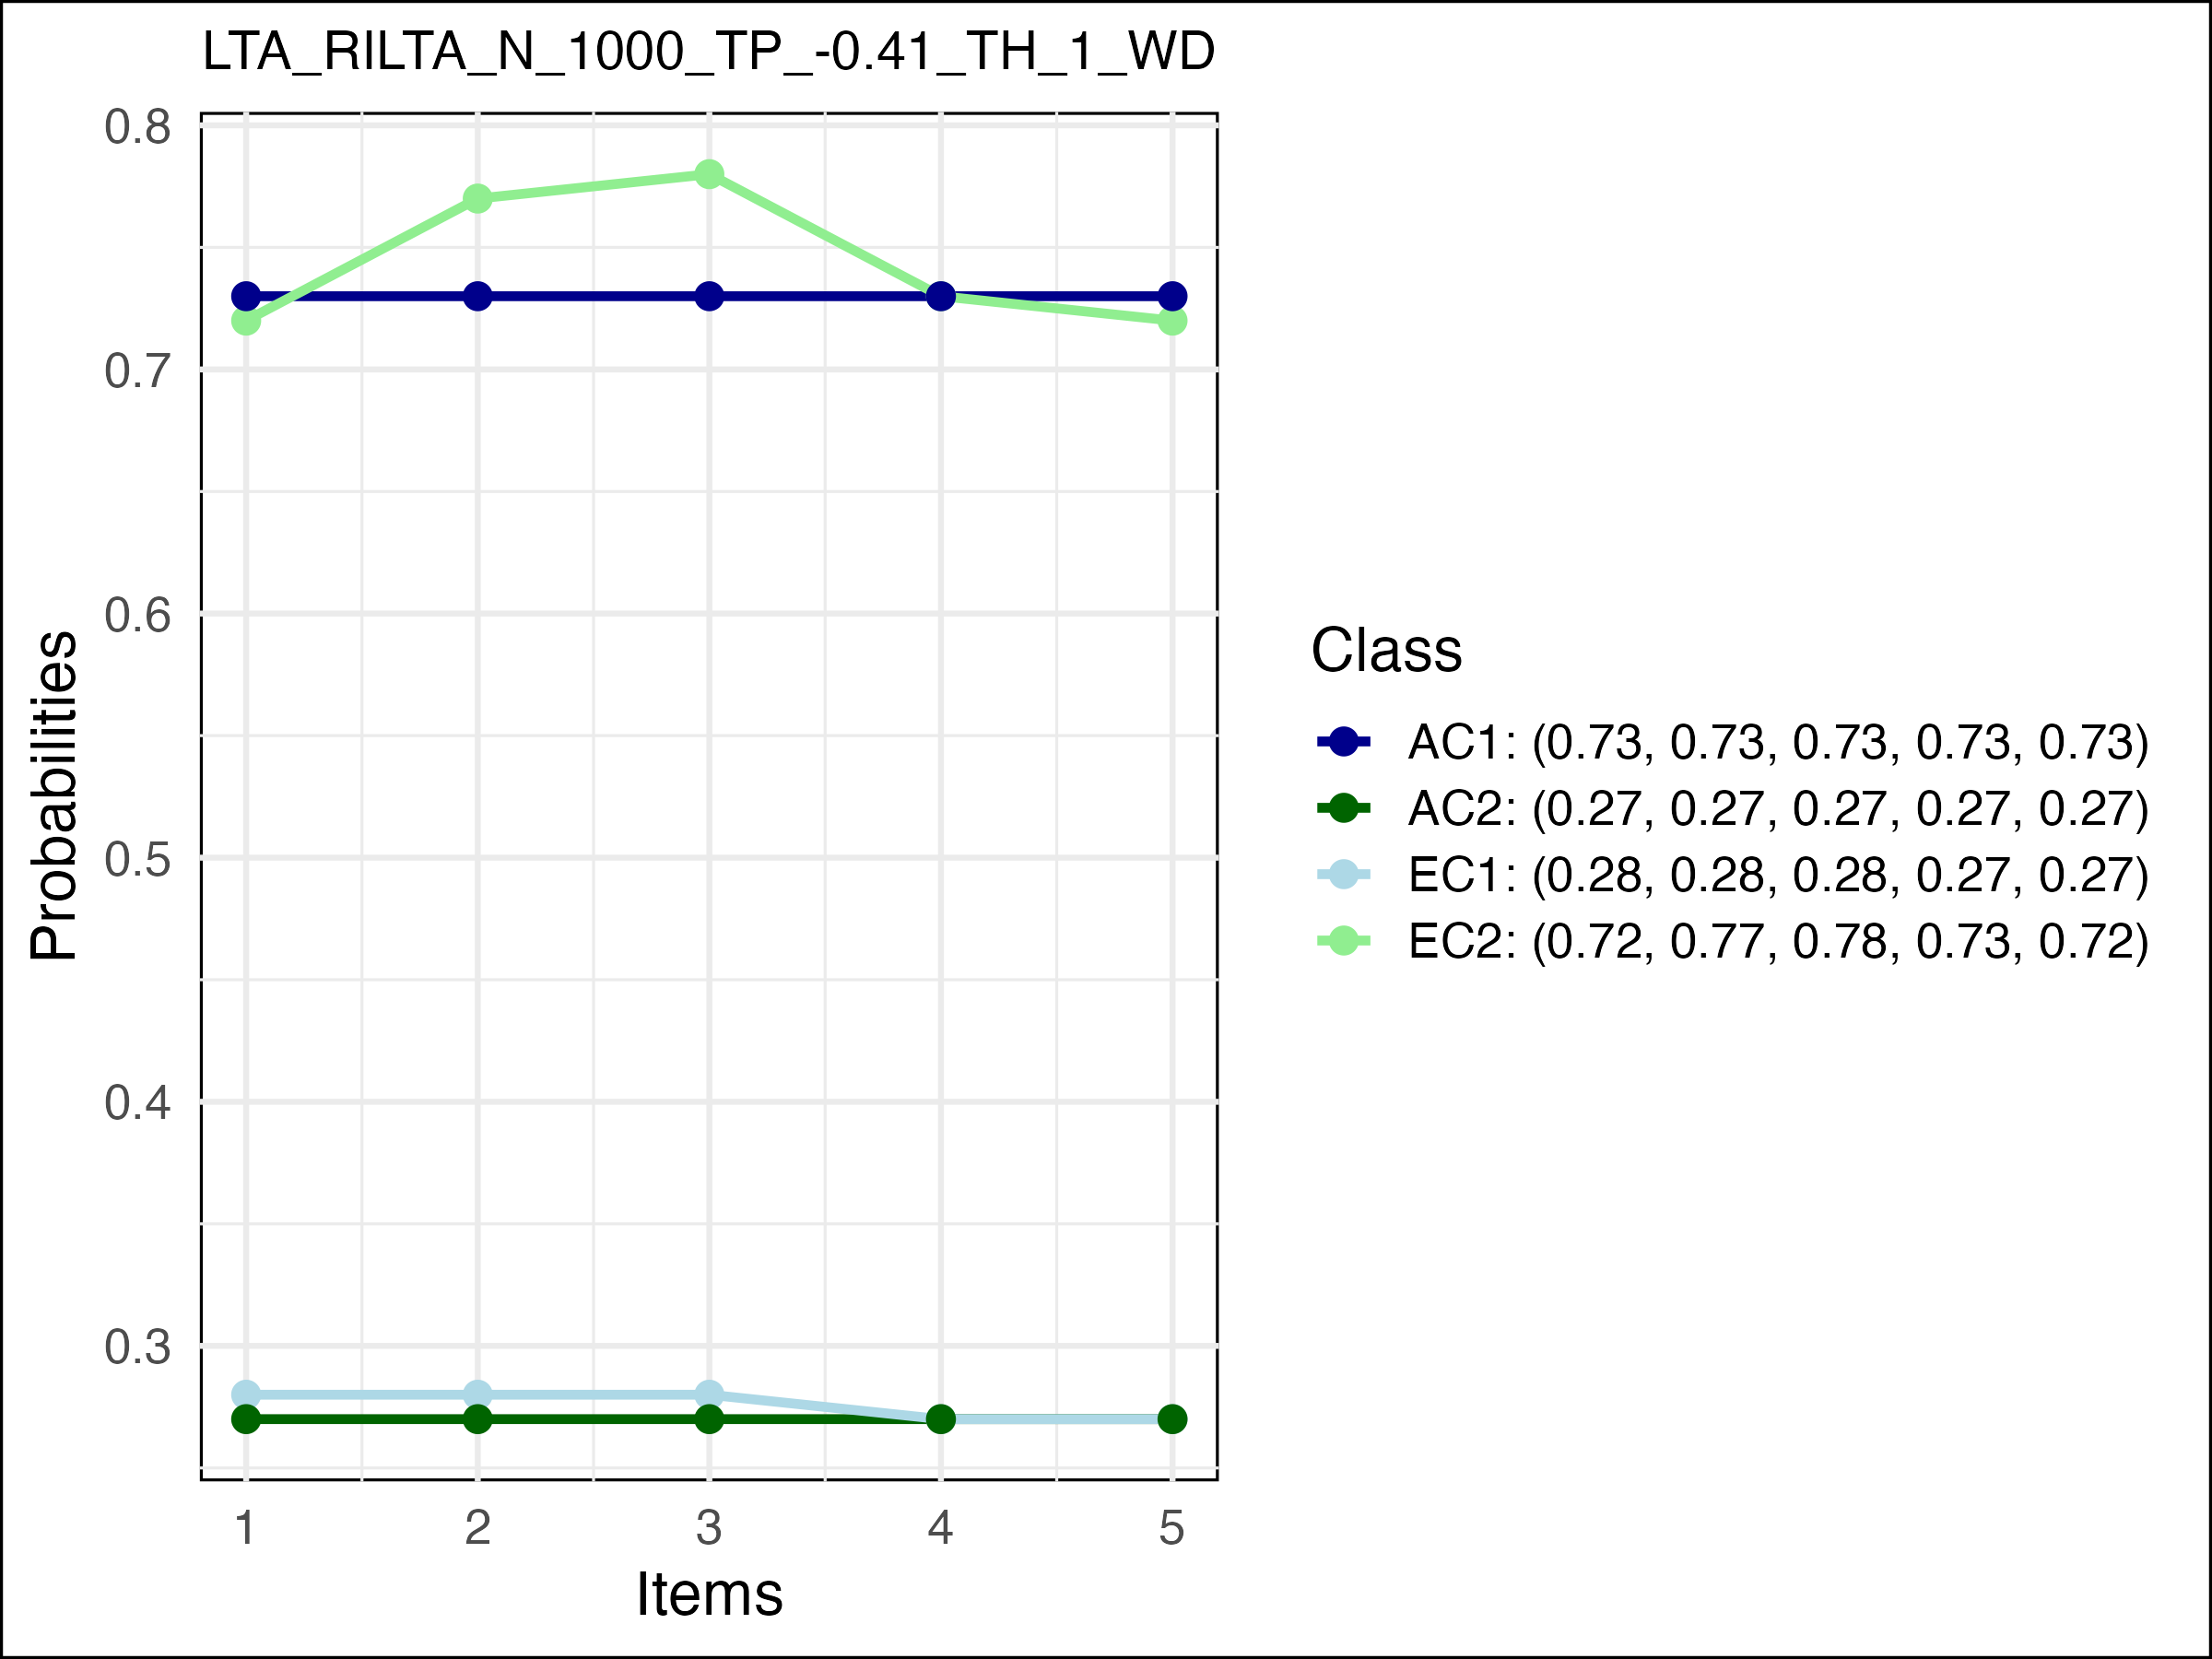 LTA_RILTA_N_1000_TP_-0.41_TH_1_WD
0.8
0.7
0.6
0.5
0.4
0.3
Probabilities
1 2 3 4 5
Items
Class
AC1: (0.73, 0.73, 0.73, 0.73, 0.73)
AC2: (0.27, 0.27, 0.27, 0.27, 0.27)
EC1: (0.28, 0.28, 0.28, 0.27, 0.27)
EC2: (0.72, 0.77, 0.78, 0.73, 0.72)